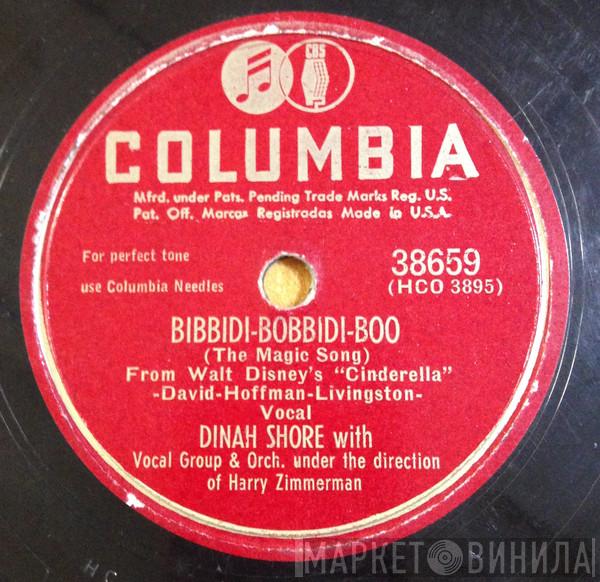 CBS
COLUMBIA
Mfrd. under Pats. Pending Trade Marks Reg. U.S.
Pat. Off. Marcas Registradas Made in U.S.A.
For perfect tone
use Columbia Needles
38659
(HCO 3895)
BIBBIDI-BOBBIDI-BOO
(The Magic Song)
From Walt Disney's "Cinderella"
-David-Hoffman-Livingston-
Vocal
DINAH SHORE with
Vocal Group & Orch. under the direction
of Harry Zimmerman
HC
МАРКЕТ ВИНИЛА